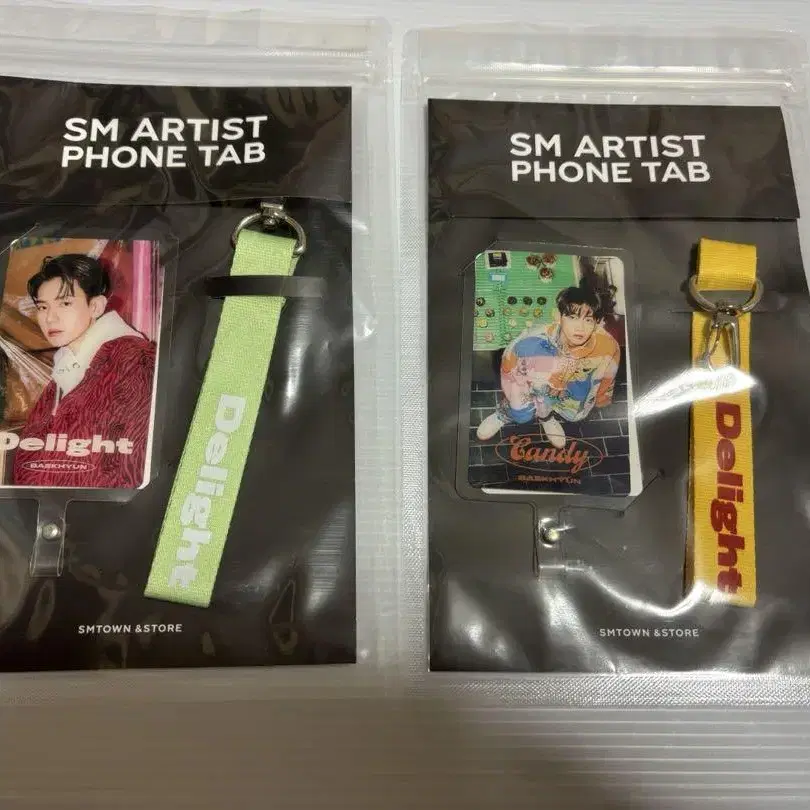 SM ARTIST
PHONE TAB
Delight
BAEKHYUN
Delight
SMTOWN &STORE
SM ARTIST
PHONE TAB
Candy
BAEKHYUN
Delight
SMTOWN &STORE